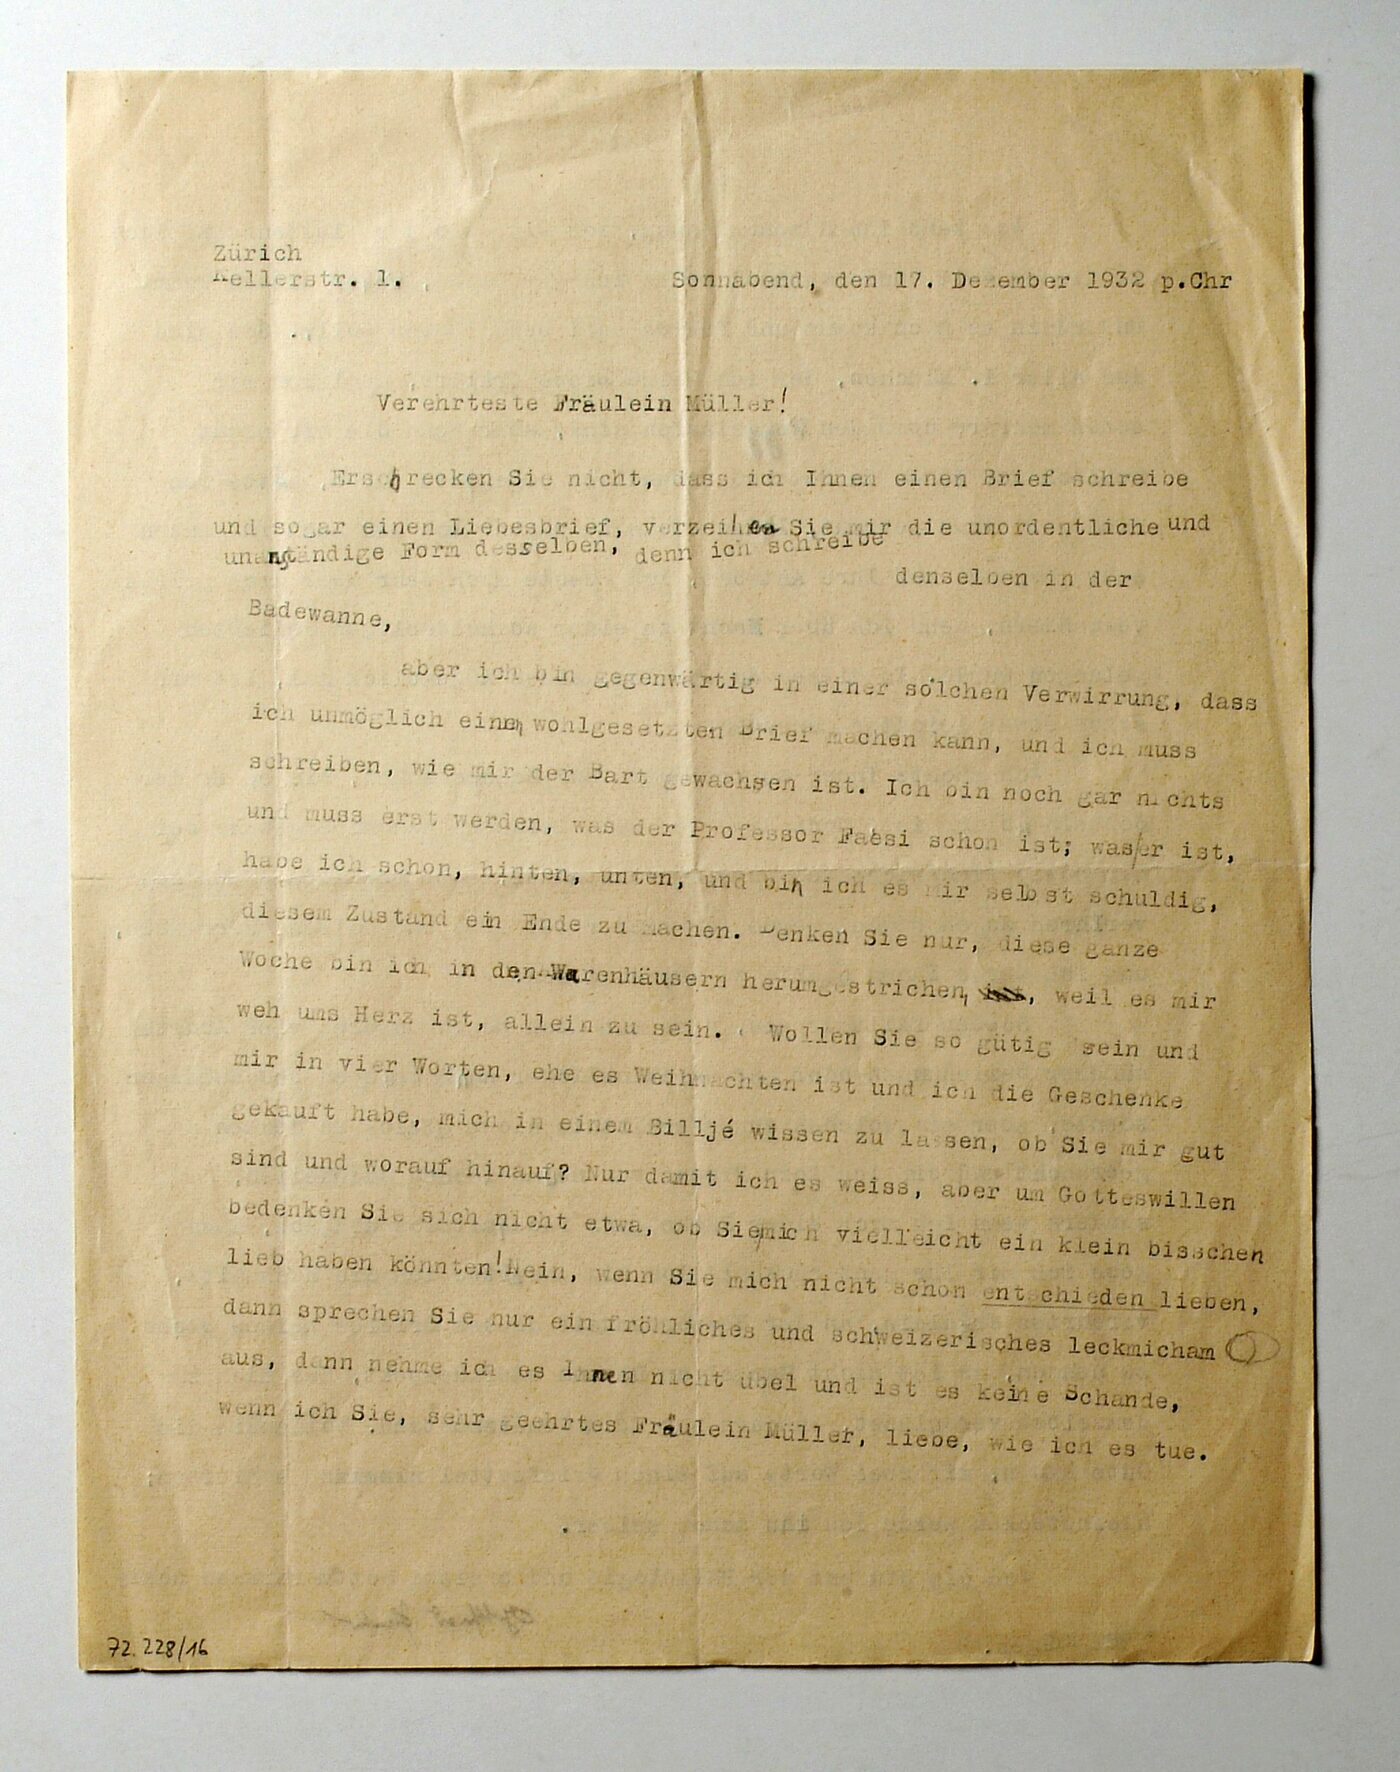 Zürich
Kellerstr. 1.
Sonnabend, den 17. Dezember 1932 p.Chr
Verehrteste Fräulein Müller!
Erschrecken Sie nicht, dass ich Ihnen einen Brief schreibe
und sogar einen Liebesbrief, verzeihen Sie mir die unordentliche und
unanständige Form desselben, denn ich schreibe
denselben in der
Badewanne,
aber ich bin gegenwärtig in einer solchen Verwirrung, dass
ich unmöglich einen wohlgesetzten Brief machen kann, und ich muss
schreiben, wie mir der Bart gewachsen ist. Ich bin noch gar nichts
und muss erst werden, was der Professor Faesi schon ist; was er ist,
habe ich schon, hinten, unten, und bin ich es mir selbst schuldig,
diesem Zustand ein Ende zu machen. Denken Sie nur, diese ganze
Woche bin ich in den Warenhäusern herumgestrichen, weil es mir
weh ums Herz ist, allein zu sein. Wollen Sie so gütig sein und
mir in vier Worten, ehe es Weihnachten ist und ich die Geschenke
gekauft habe, mich in einem Billjé wissen zu lassen, ob Sie mir gut
sind und worauf hinauf? Nur damit ich es weiss, aber um Gotteswillen
bedenken Sie sich nicht etwa, ob Sie mich vielleicht ein klein bisschen
lieb haben könnten! Nein, wenn Sie mich nicht schon entschieden lieben,
dann sprechen Sie nur ein fröhliches und schweizerisches leckmicham
aus, dann nehme ich es Ihnen nicht übel und ist es keine Schande,
wenn ich Sie, sehr geehrtes Fräulein Müller, liebe, wie ich es tue.
72.228/16